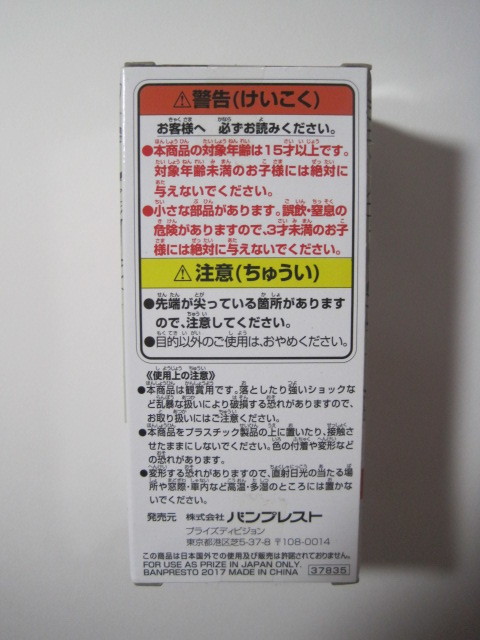 ⚠警告(けいこく)
お客様へ 必ずお読みください。
●本商品の対象年齢は15才以上です。
対象年齢未満のお子様には絶対に
与えないでください。
●小さな部品があります。誤飲・窒息の
危険がありますので、3才未満のお子
様には絶対に与えないでください。
⚠注意(ちゅうい)
●先端が尖っている箇所があります
ので、注意してください。
●目的以外のご使用は、おやめください。
《使用上の注意》
●本商品は観賞用です。落としたり強いショックな
ど乱暴な扱いにより破損する恐れがありますので、
お取り扱いにはご注意ください。
●本商品をプラスチック製品の上に置いたり、接触さ
せたままにしないでください。色の付着や変形など
の恐れがあります。
●変形する恐れがありますので、直射日光の当たる場
所や窓際・車内など高温・多湿のところには置かな
いでください。
発売元 株式会社 バンプレスト
プライズディビジョン
東京都港区芝5-37-8 〒108-0014
この商品は日本国外での使用及び販売は許諾されておりません。
FOR USE AS PRIZE IN JAPAN ONLY.
BANPRESTO 2017 MADE IN CHINA 37835